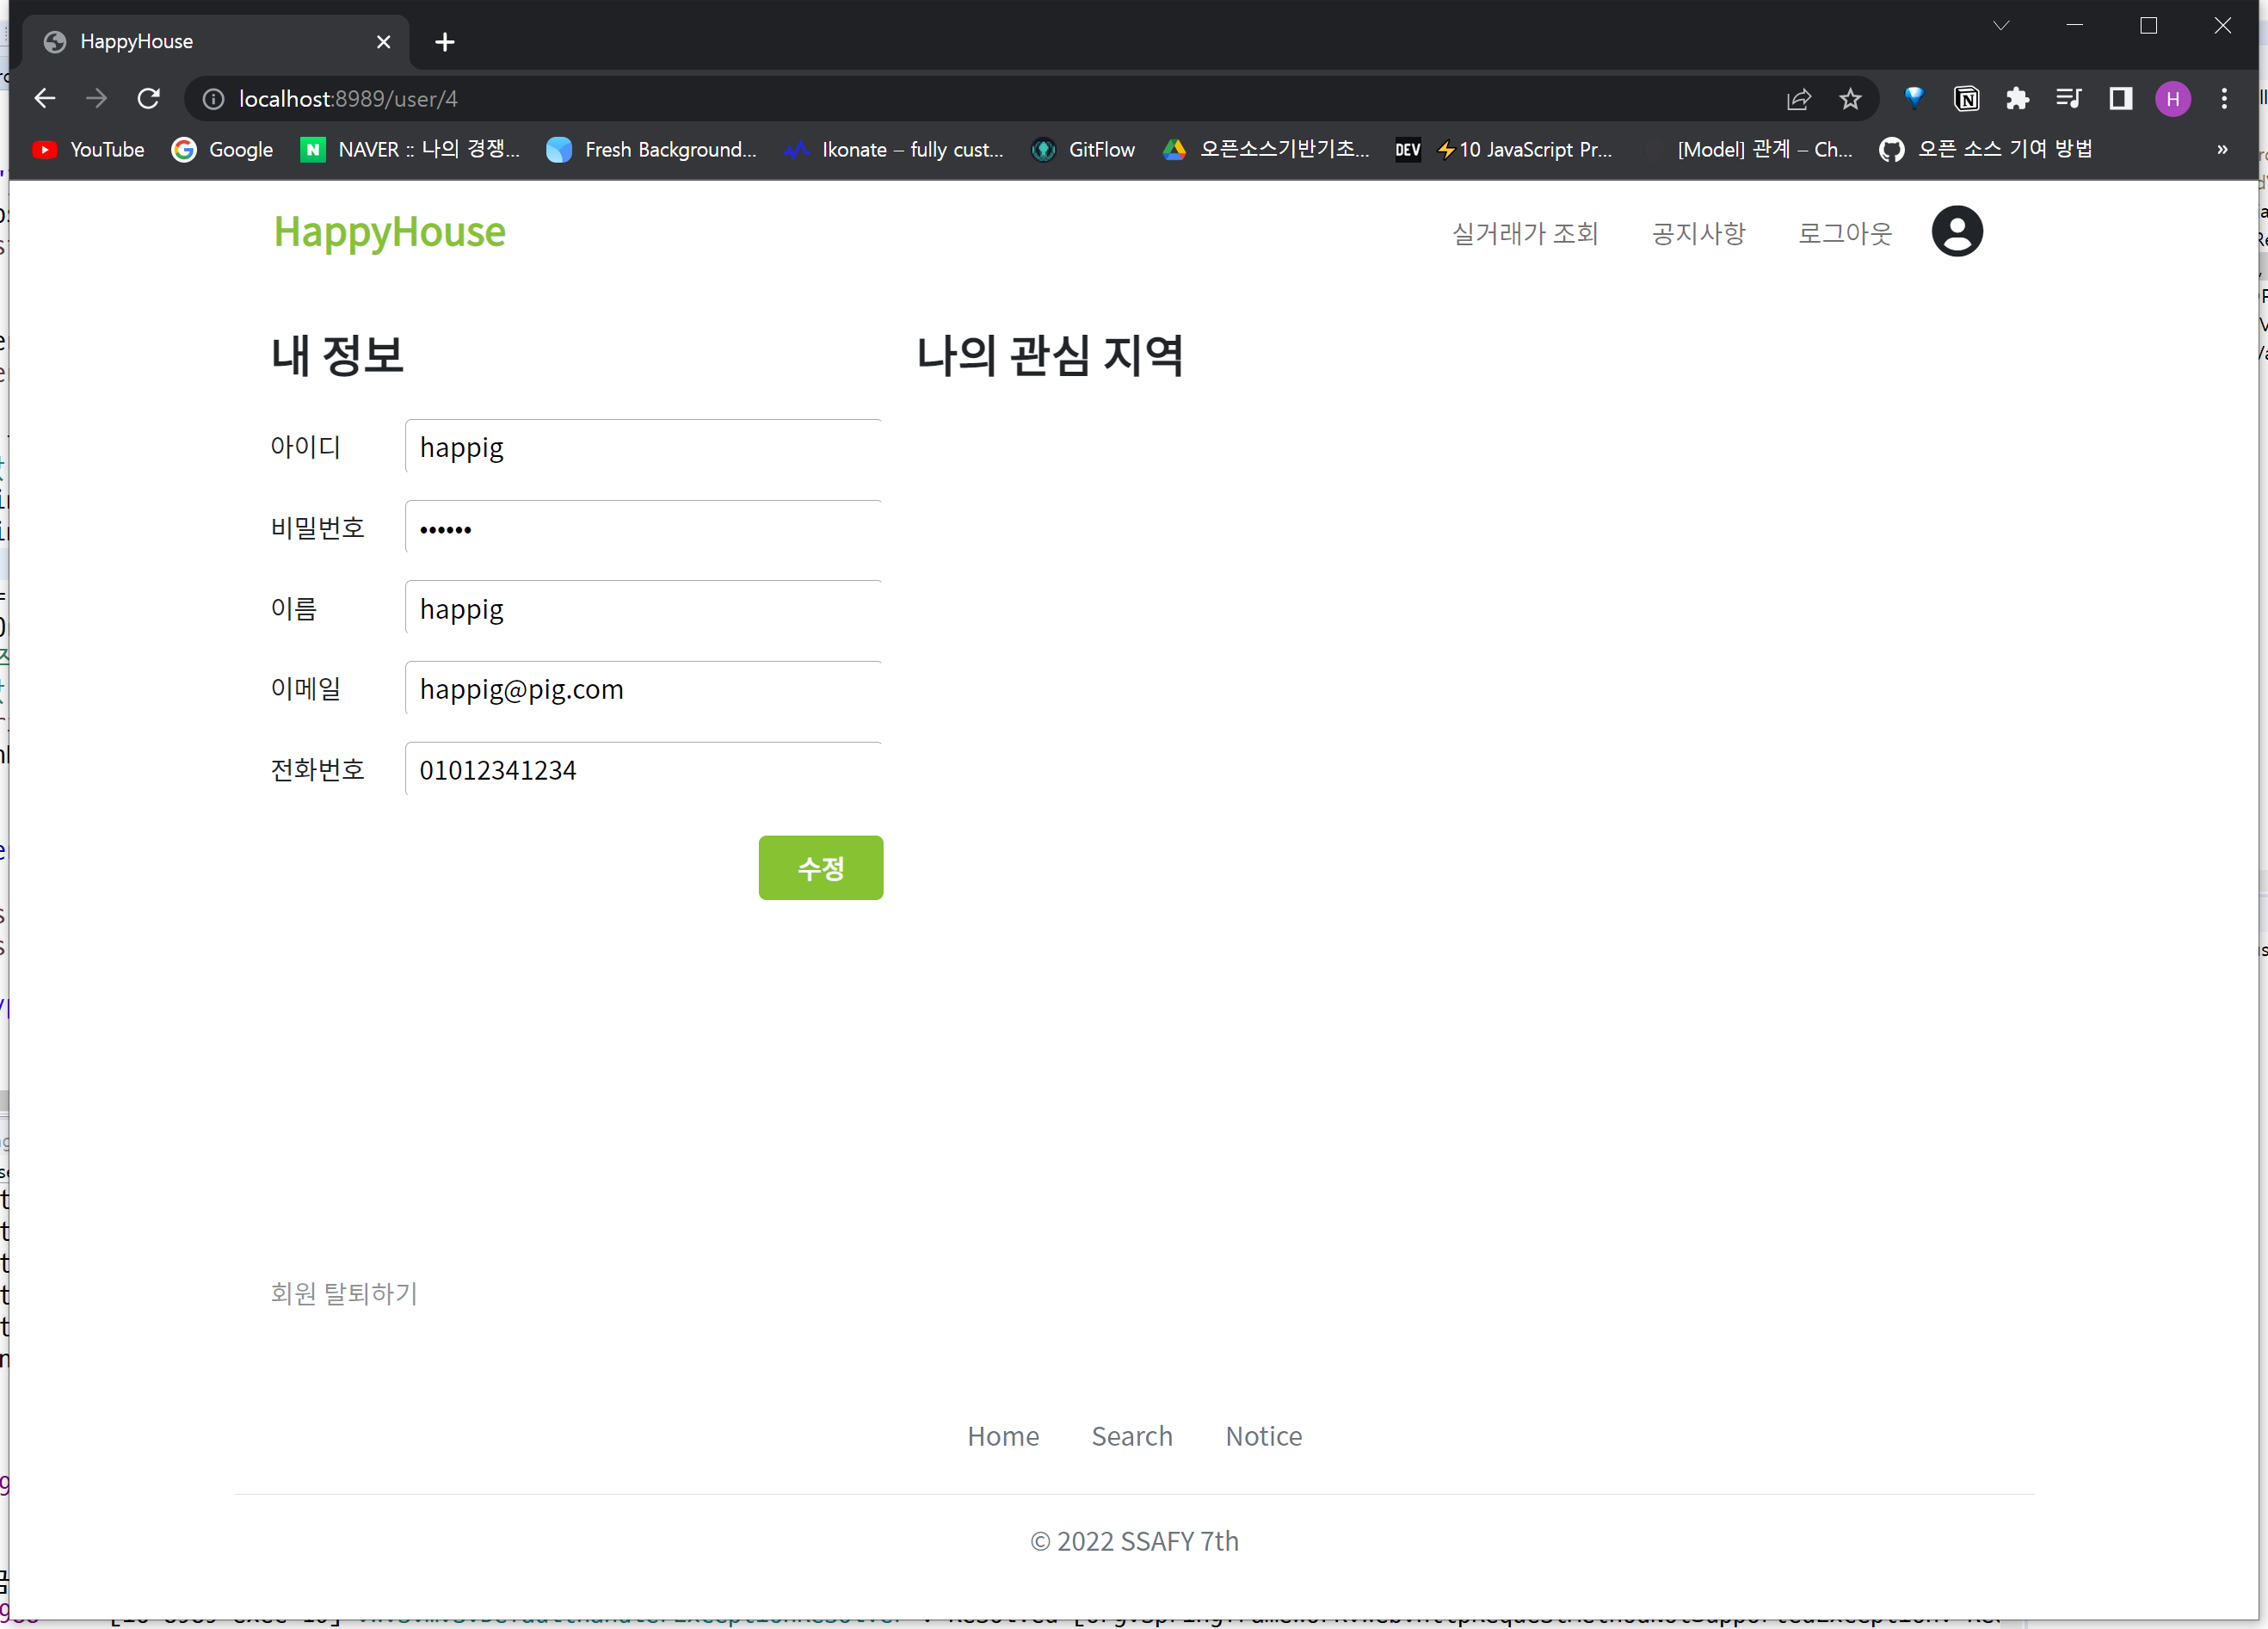 HappyHouse
localhost:8989/user/4
H
YouTube Google NAVER :: 나의 경쟁... Fresh Background... Ikonate – fully cust... GitFlow 오픈소스기반기초... DEV ⚡10 JavaScript Pr... [Model] 관계 – Ch... 오픈 소스 기여 방법 »
HappyHouse 실거래가 조회 공지사항 로그아웃
내 정보 나의 관심 지역
아이디 happig
비밀번호 ••••••
이름 happig
이메일 happig@pig.com
전화번호 01012341234
수정
회원 탈퇴하기
Home Search Notice
© 2022 SSAFY 7th